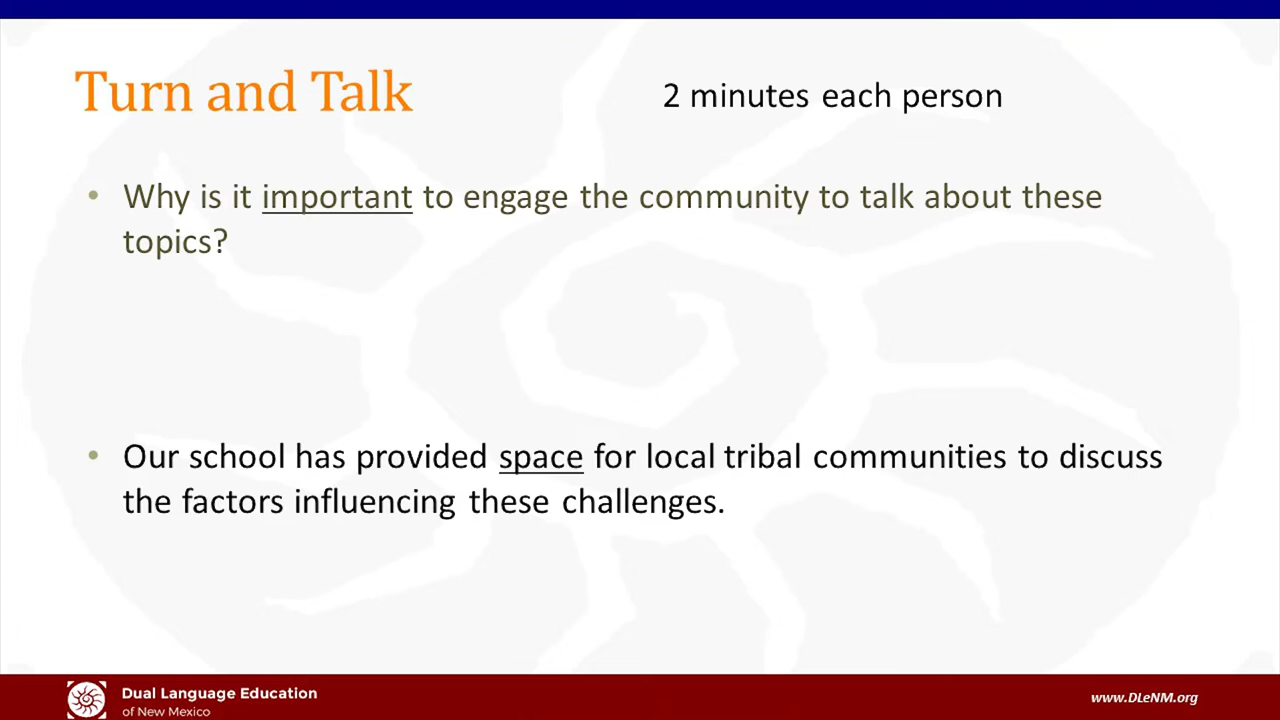 Turn and Talk
2 minutes each person
• Why is it important to engage the community to talk about these
topics?
• Our school has provided space for local tribal communities to discuss
the factors influencing these challenges.
Dual Language Education
of New Mexico
www.DLeNM.org